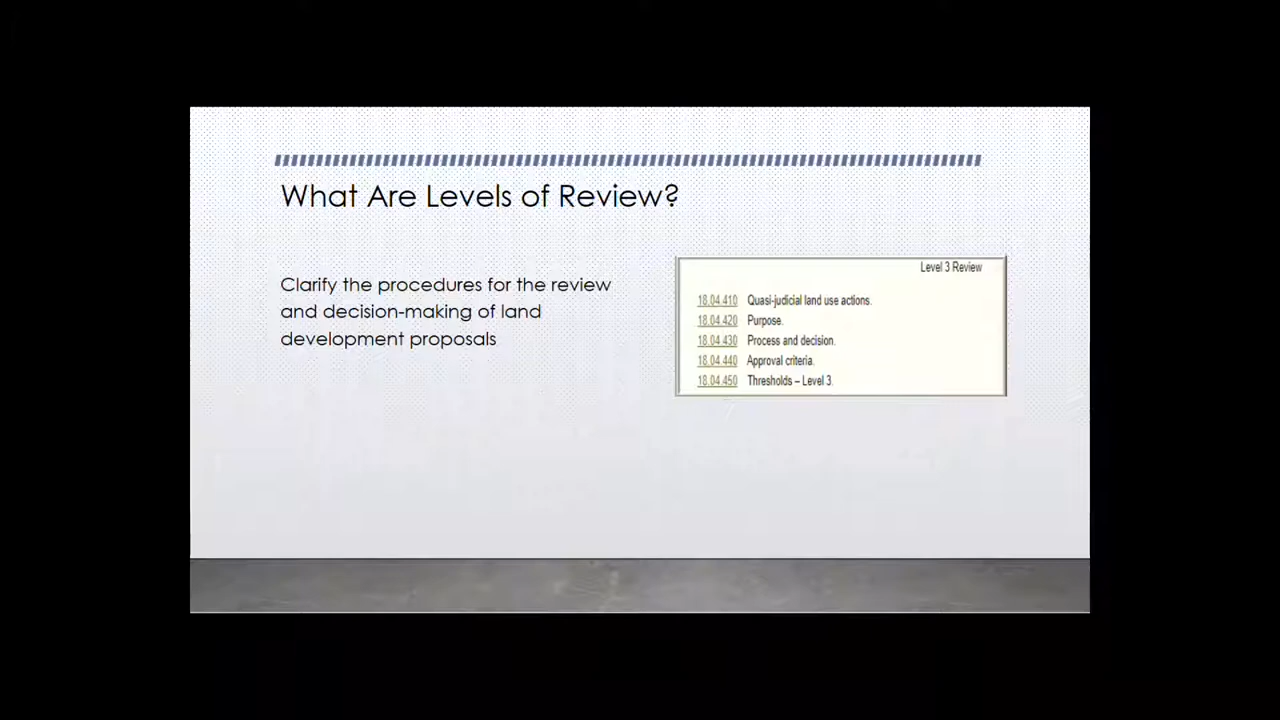 What Are Levels of Review?
Clarify the procedures for the review
and decision-making of land
development proposals
Level 3 Review
18.04.410 Quasi-judicial land use actions.
18.04.420 Purpose.
18.04.430 Process and decision.
18.04.440 Approval criteria.
18.04.450 Thresholds – Level 3.